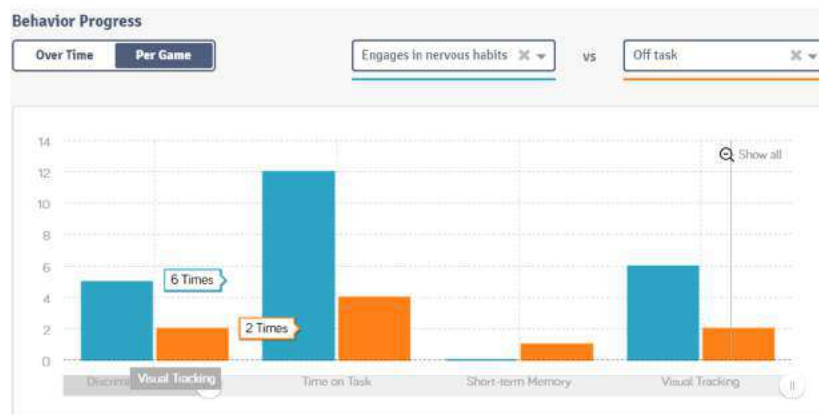 Behavior Progress
Over Time Per Game Engages in nervous habits vs Off task
14
Show all
12
10
8
6
6 Times
4
2 Times
2
0
Visual Tracking
Time on Task Short-term Memory Visual Tracking